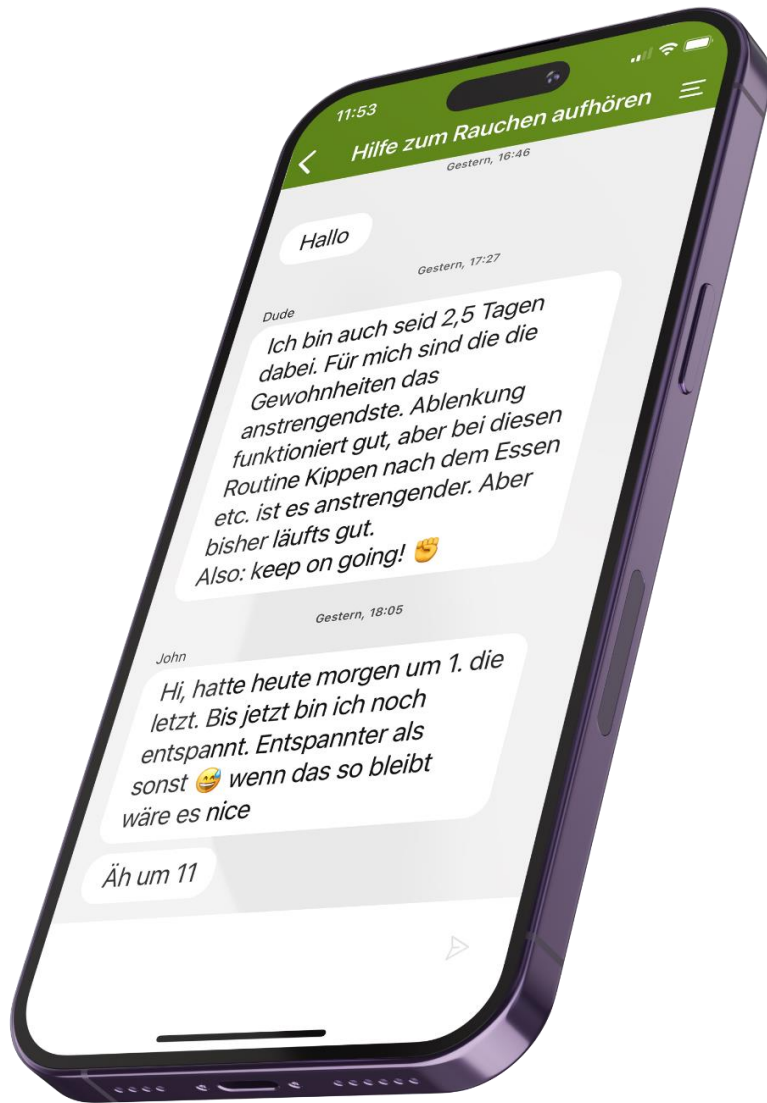 11:53
Hilfe zum Rauchen aufhören
Gestern, 16:46
Hallo
Gestern, 17:27
Dude
Ich bin auch seid 2,5 Tagen
dabei. Für mich sind die die
Gewohnheiten das
anstrengendste. Ablenkung
funktioniert gut, aber bei diesen
Routine Kippen nach dem Essen
etc. ist es anstrengender. Aber
bisher läufts gut.
Also: keep on going! ✊
Gestern, 18:05
John
Hi, hatte heute morgen um 1. die
letzt. Bis jetzt bin ich noch
entspannt. Entspannter als
sonst 😅 wenn das so bleibt
wäre es nice
Äh um 11